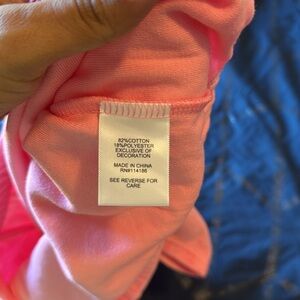 82%COTTON
18%POLYESTER
EXCLUSIVE OF
DECORATION
MADE IN CHINA
RN#114186
SEE REVERSE FOR
CARE